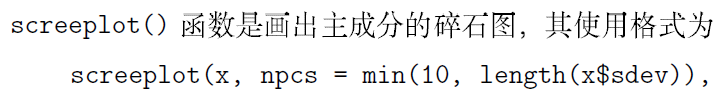 screeplot() 函数是画出主成分的碎石图, 其使用格式为
screeplot(x, npcs = min(10, length(x$sdev)),